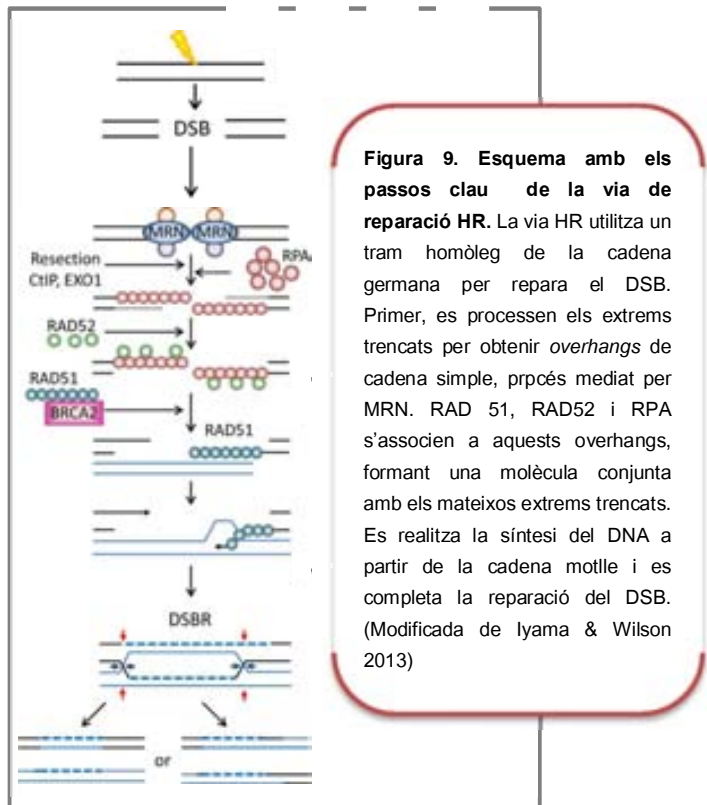 DSB
MRN MRN
Resection
CtIP, EXO1
RPA
RAD52
RAD51
BRCA2
RAD51
DSBR
or
Figura 9. Esquema amb els
passos clau de la via de
reparació HR. La via HR utilitza un
tram homòleg de la cadena
germana per repara el DSB.
Primer, es processen els extrems
trencats per obtenir overhangs de
cadena simple, prpcés mediat per
MRN. RAD 51, RAD52 i RPA
s'associen a aquests overhangs,
formant una molècula conjunta
amb els mateixos extrems trencats.
Es realitza la síntesi del DNA a
partir de la cadena motlle i es
completa la reparació del DSB.
(Modificada de Iyama & Wilson
2013)